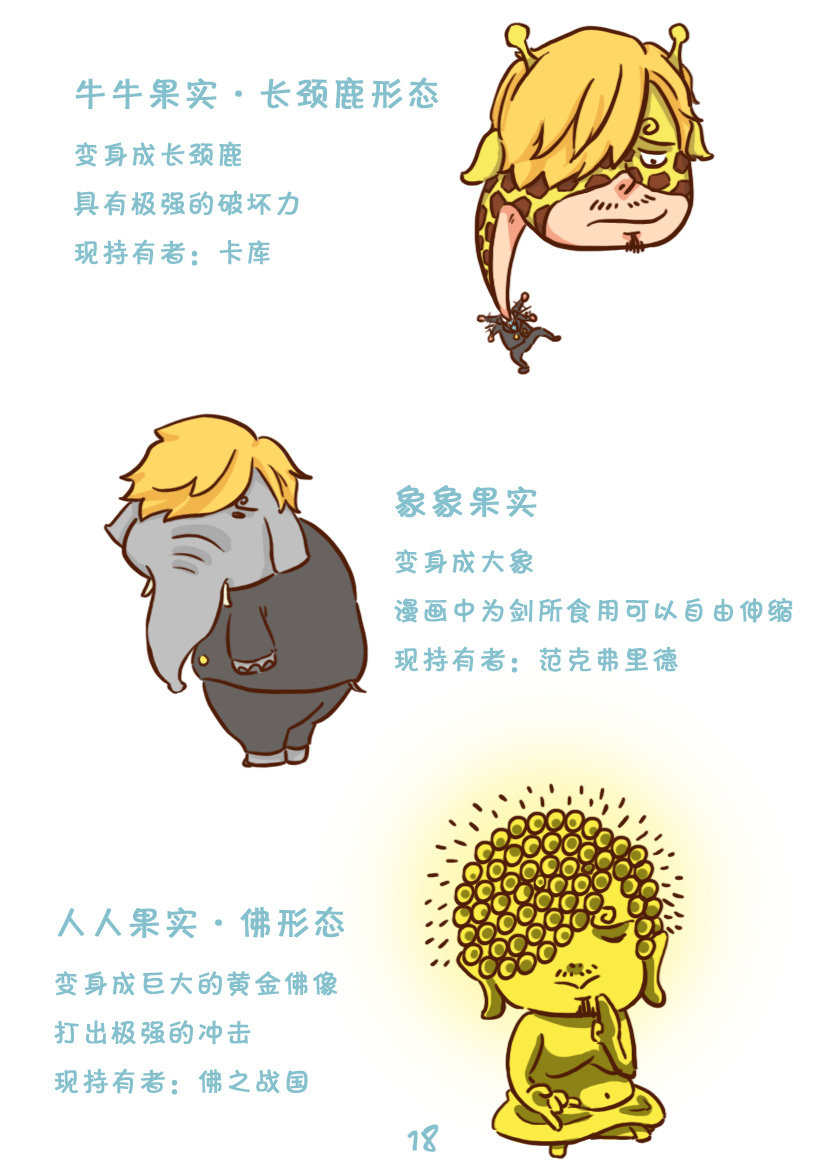 牛牛果实·长颈鹿形态
变身成长颈鹿
具有极强的破坏力
现持有者：卡库
象象果实
变身成大象
漫画中为剑所食用可以自由伸缩
现持有者：范克弗里德
人人果实·佛形态
变身成巨大的黄金佛像
打出极强的冲击
现持有者：佛之战国
18